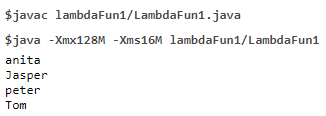 $javac lambdaFun1/LambdaFun1.java
$java -Xmx128M -Xms16M lambdaFun1/LambdaFun1
anita
Jasper
peter
Tom